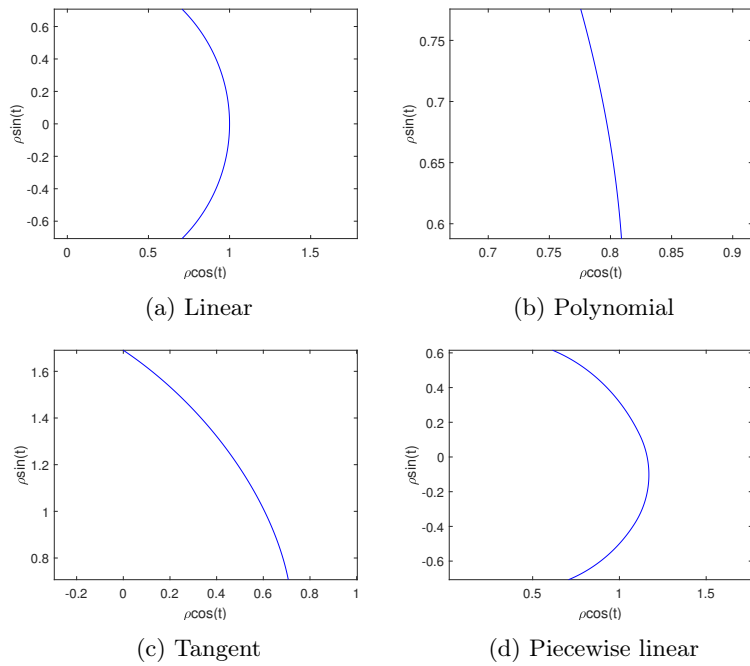 0.6
0.4
0.2
0
-0.2
-0.4
-0.6
ρsin(t)
0 0.5 1 1.5
ρcos(t)
(a) Linear
0.75
0.7
0.65
0.6
ρsin(t)
0.7 0.75 0.8 0.85 0.9
ρcos(t)
(b) Polynomial
1.6
1.4
1.2
1
0.8
ρsin(t)
-0.2 0 0.2 0.4 0.6 0.8 1
ρcos(t)
(c) Tangent
0.6
0.4
0.2
0
-0.2
-0.4
-0.6
ρsin(t)
0.5 1 1.5
ρcos(t)
(d) Piecewise linear